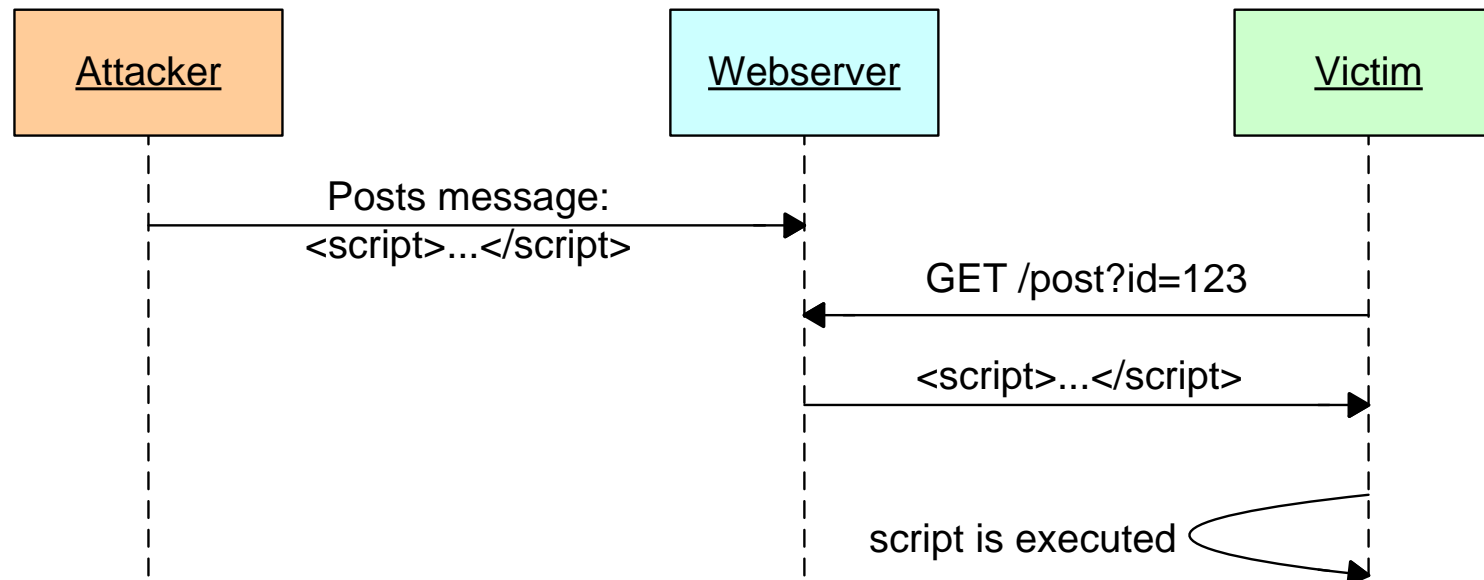 Attacker
Webserver
Victim
Posts message:
<script>...</script>
GET /post?id=123
<script>...</script>
script is executed